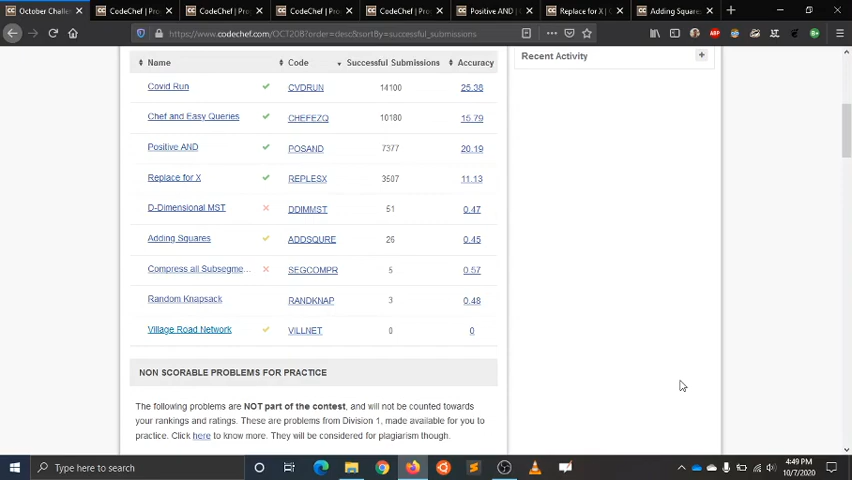 October Challe
CodeChef | Pr
CodeChef | Pro
CodeChef | Pro
CodeChef | Pro
Positive AND | C
Replace for X | C
Adding Square
https://www.codechef.com/OCT20B?order=desc&sortBy=successful_submissions
Name Code Successful Submissions Accuracy
Covid Run CVDRUN 14100 25.38
Chef and Easy Queries CHEFEZQ 10180 15.79
Positive AND POSAND 7377 20.19
Replace for X REPLESX 3507 11.13
D-Dimensional MST DDIMMST 51 0.47
Adding Squares ADDSQURE 26 0.45
Compress all Subsegme... SEGCOMPR 5 0.57
Random Knapsack RANDKNAP 3 0.48
Village Road Network VILLNET 0 0
Recent Activity
NON SCORABLE PROBLEMS FOR PRACTICE
The following problems are NOT part of the contest, and will not be counted towards
your rankings and ratings. These are problems from Division 1, made available for you to
practice. Click here to know more. They will be considered for plagiarism though.
Type here to search
4:49 PM
10/7/2020